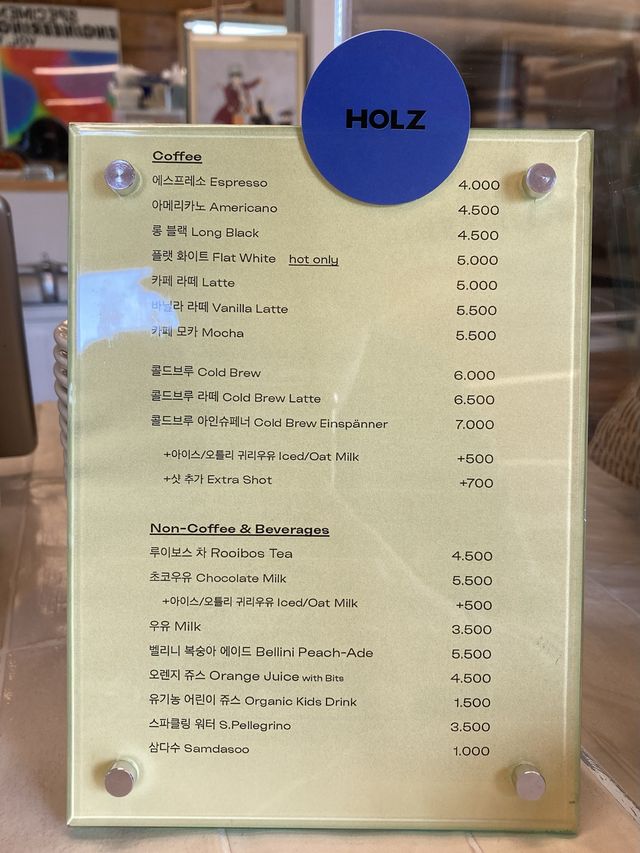 HOLZ
Coffee
에스프레소 Espresso 4.000
아메리카노 Americano 4.500
롱 블랙 Long Black 4.500
플랫 화이트 Flat White hot only 5.000
카페 라떼 Latte 5.000
바닐라 라떼 Vanilla Latte 5.500
카페 모카 Mocha 5.500
콜드브루 Cold Brew 6.000
콜드브루 라떼 Cold Brew Latte 6.500
콜드브루 아인슈페너 Cold Brew Einspänner 7.000
+아이스/오틀리 귀리우유 Iced/Oat Milk +500
+샷 추가 Extra Shot +700
Non-Coffee & Beverages
루이보스 차 Rooibos Tea 4.500
초코우유 Chocolate Milk 5.500
+아이스/오틀리 귀리우유 Iced/Oat Milk +500
우유 Milk 3.500
벨리니 복숭아 에이드 Bellini Peach-Ade 5.500
오렌지 쥬스 Orange Juice with Bits 4.500
유기농 어린이 쥬스 Organic Kids Drink 1.500
스파클링 워터 S.Pellegrino 3.500
삼다수 Samdasoo 1.000